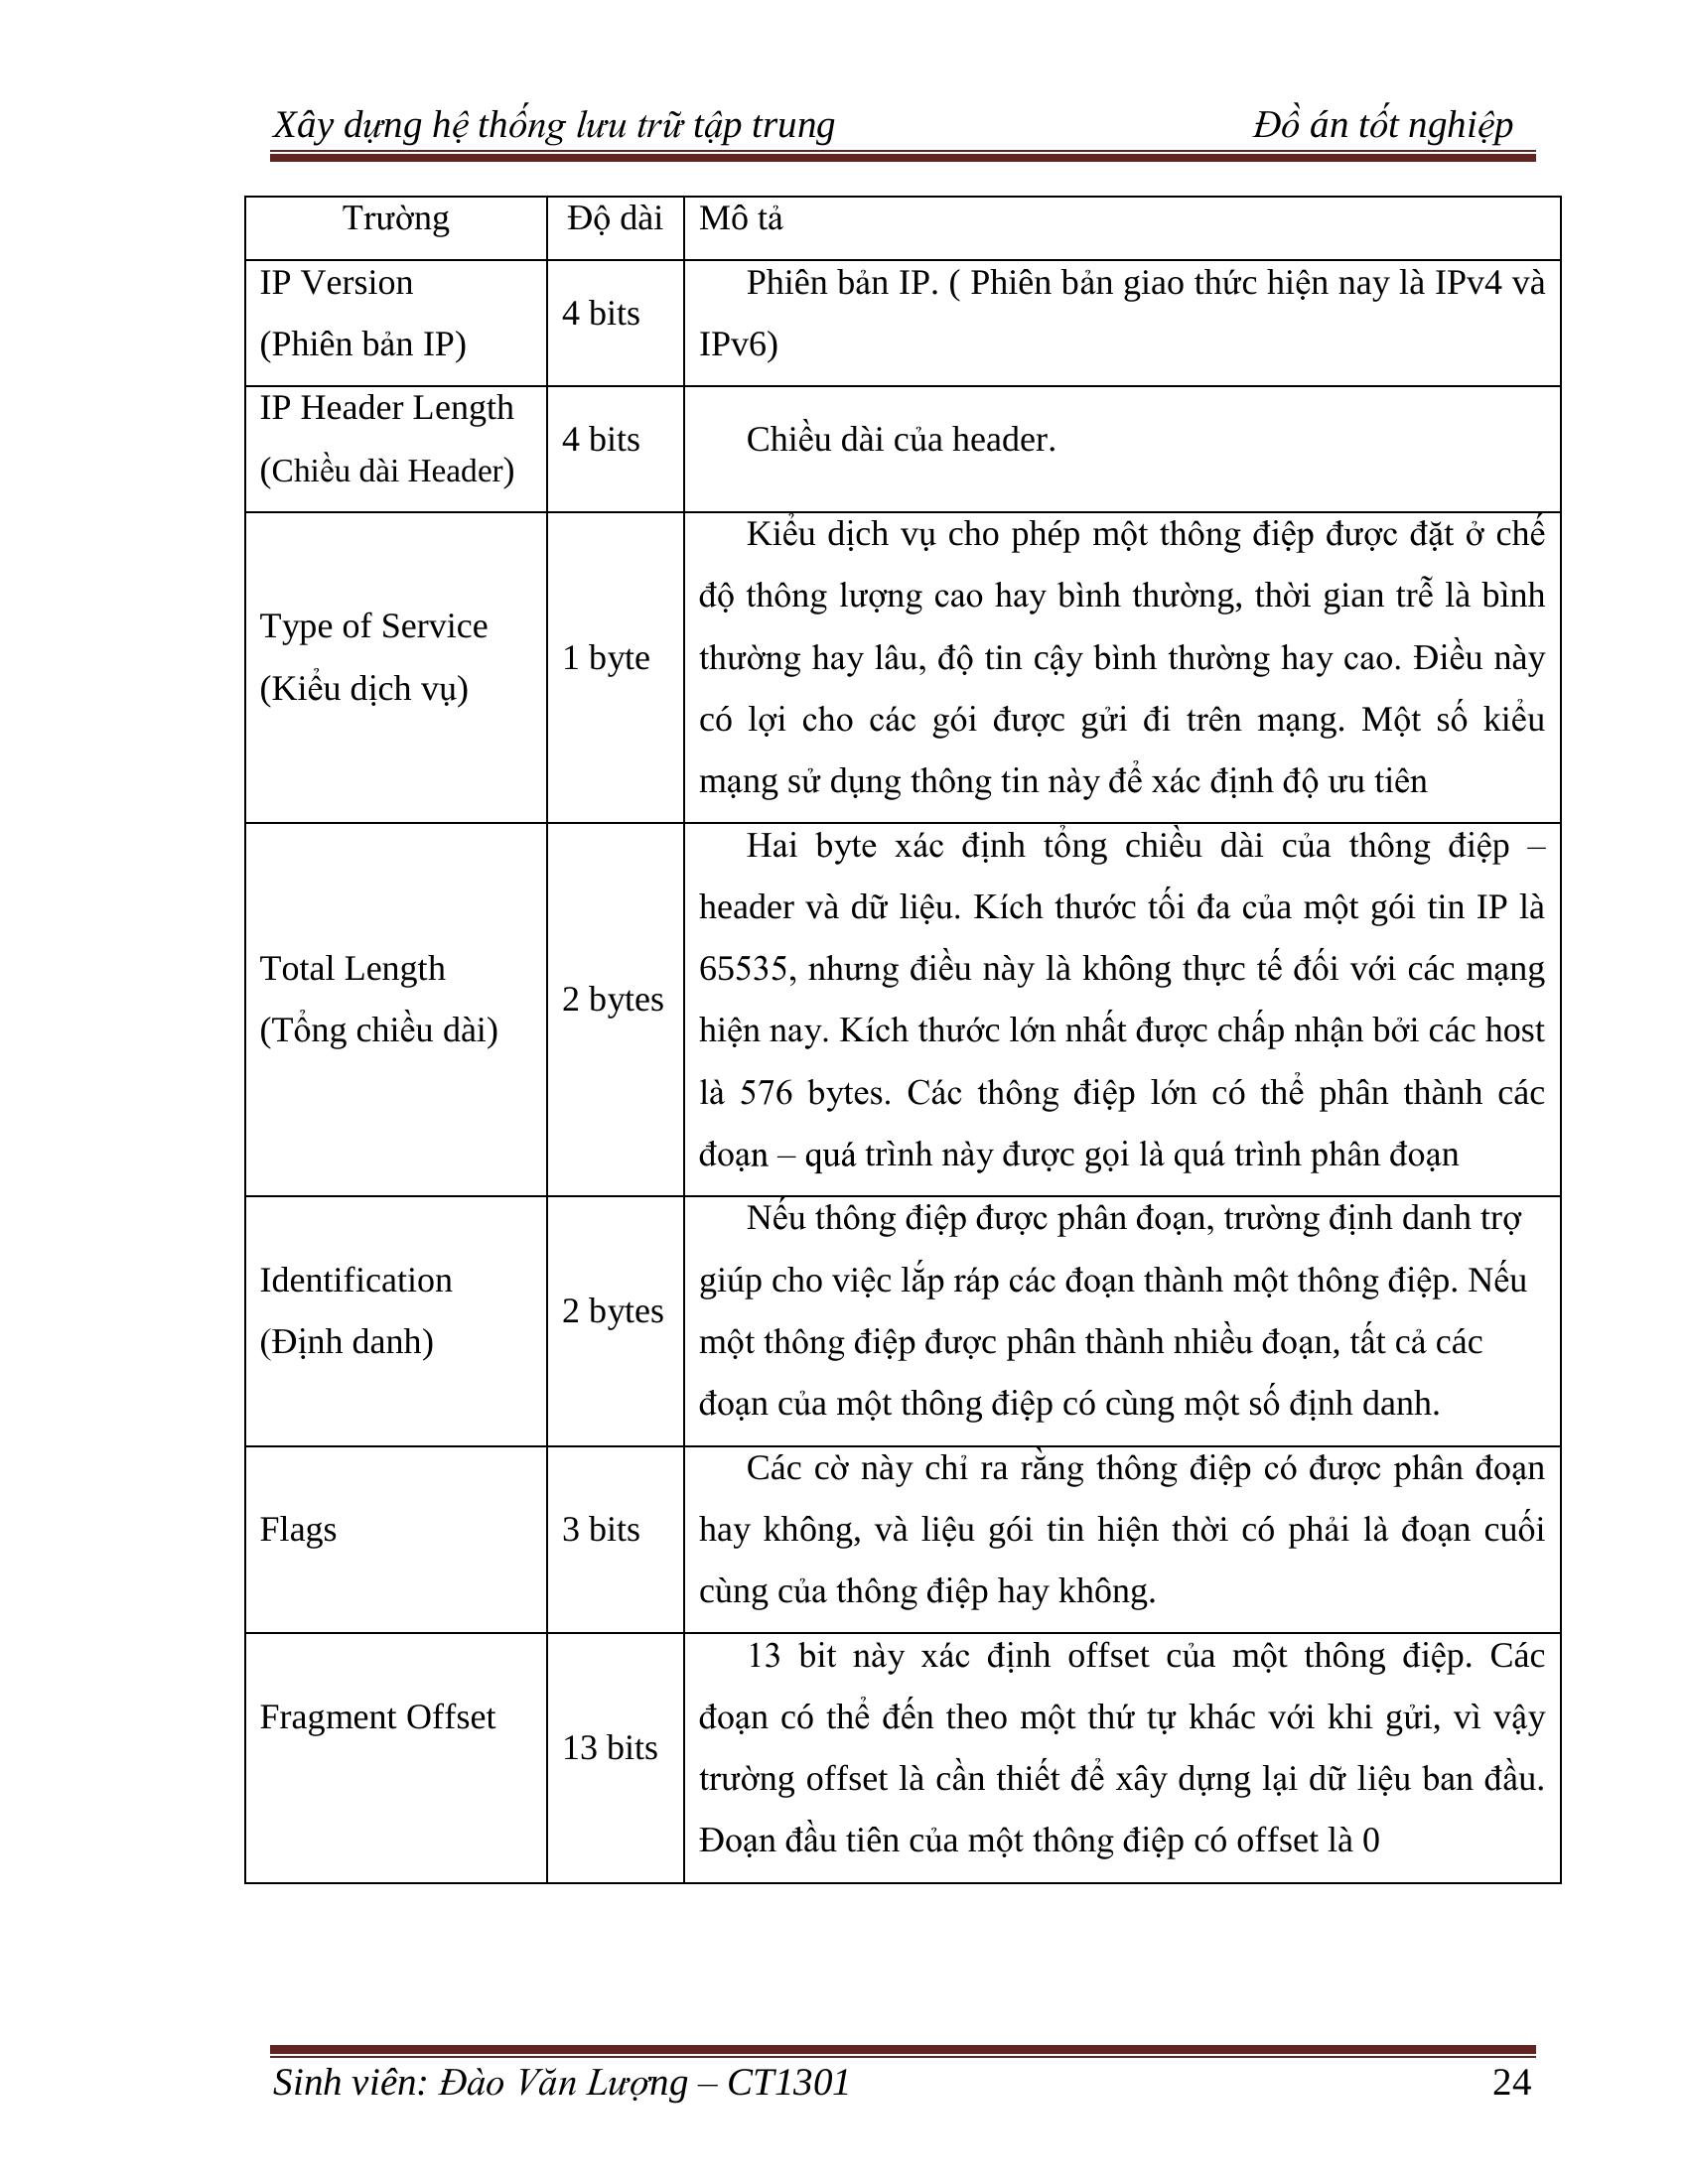 Xây dựng hệ thống lưu trữ tập trung Đồ án tốt nghiệp
Trường Độ dài Mô tả
IP Version
(Phiên bản IP)
4 bits
Phiên bản IP. ( Phiên bản giao thức hiện nay là IPv4 và
IPv6)
IP Header Length
(Chiều dài Header)
4 bits
Chiều dài của header.
Type of Service
(Kiểu dịch vụ)
1 byte
Kiểu dịch vụ cho phép một thông điệp được đặt ở chế
độ thông lượng cao hay bình thường, thời gian trễ là bình
thường hay lâu, độ tin cậy bình thường hay cao. Điều này
có lợi cho các gói được gửi đi trên mạng. Một số kiểu
mạng sử dụng thông tin này để xác định độ ưu tiên
Total Length
(Tổng chiều dài)
2 bytes
Hai byte xác định tổng chiều dài của thông điệp –
header và dữ liệu. Kích thước tối đa của một gói tin IP là
65535, nhưng điều này là không thực tế đối với các mạng
hiện nay. Kích thước lớn nhất được chấp nhận bởi các host
là 576 bytes. Các thông điệp lớn có thể phân thành các
đoạn – quá trình này được gọi là quá trình phân đoạn
Identification
(Định danh)
2 bytes
Nếu thông điệp được phân đoạn, trường định danh trợ
giúp cho việc lắp ráp các đoạn thành một thông điệp. Nếu
một thông điệp được phân thành nhiều đoạn, tất cả các
đoạn của một thông điệp có cùng một số định danh.
Flags
3 bits
Các cờ này chỉ ra rằng thông điệp có được phân đoạn
hay không, và liệu gói tin hiện thời có phải là đoạn cuối
cùng của thông điệp hay không.
Fragment Offset
13 bits
13 bit này xác định offset của một thông điệp. Các
đoạn có thể đến theo một thứ tự khác với khi gửi, vì vậy
trường offset là cần thiết để xây dựng lại dữ liệu ban đầu.
Đoạn đầu tiên của một thông điệp có offset là 0
Sinh viên: Đào Văn Lượng – CT1301 24